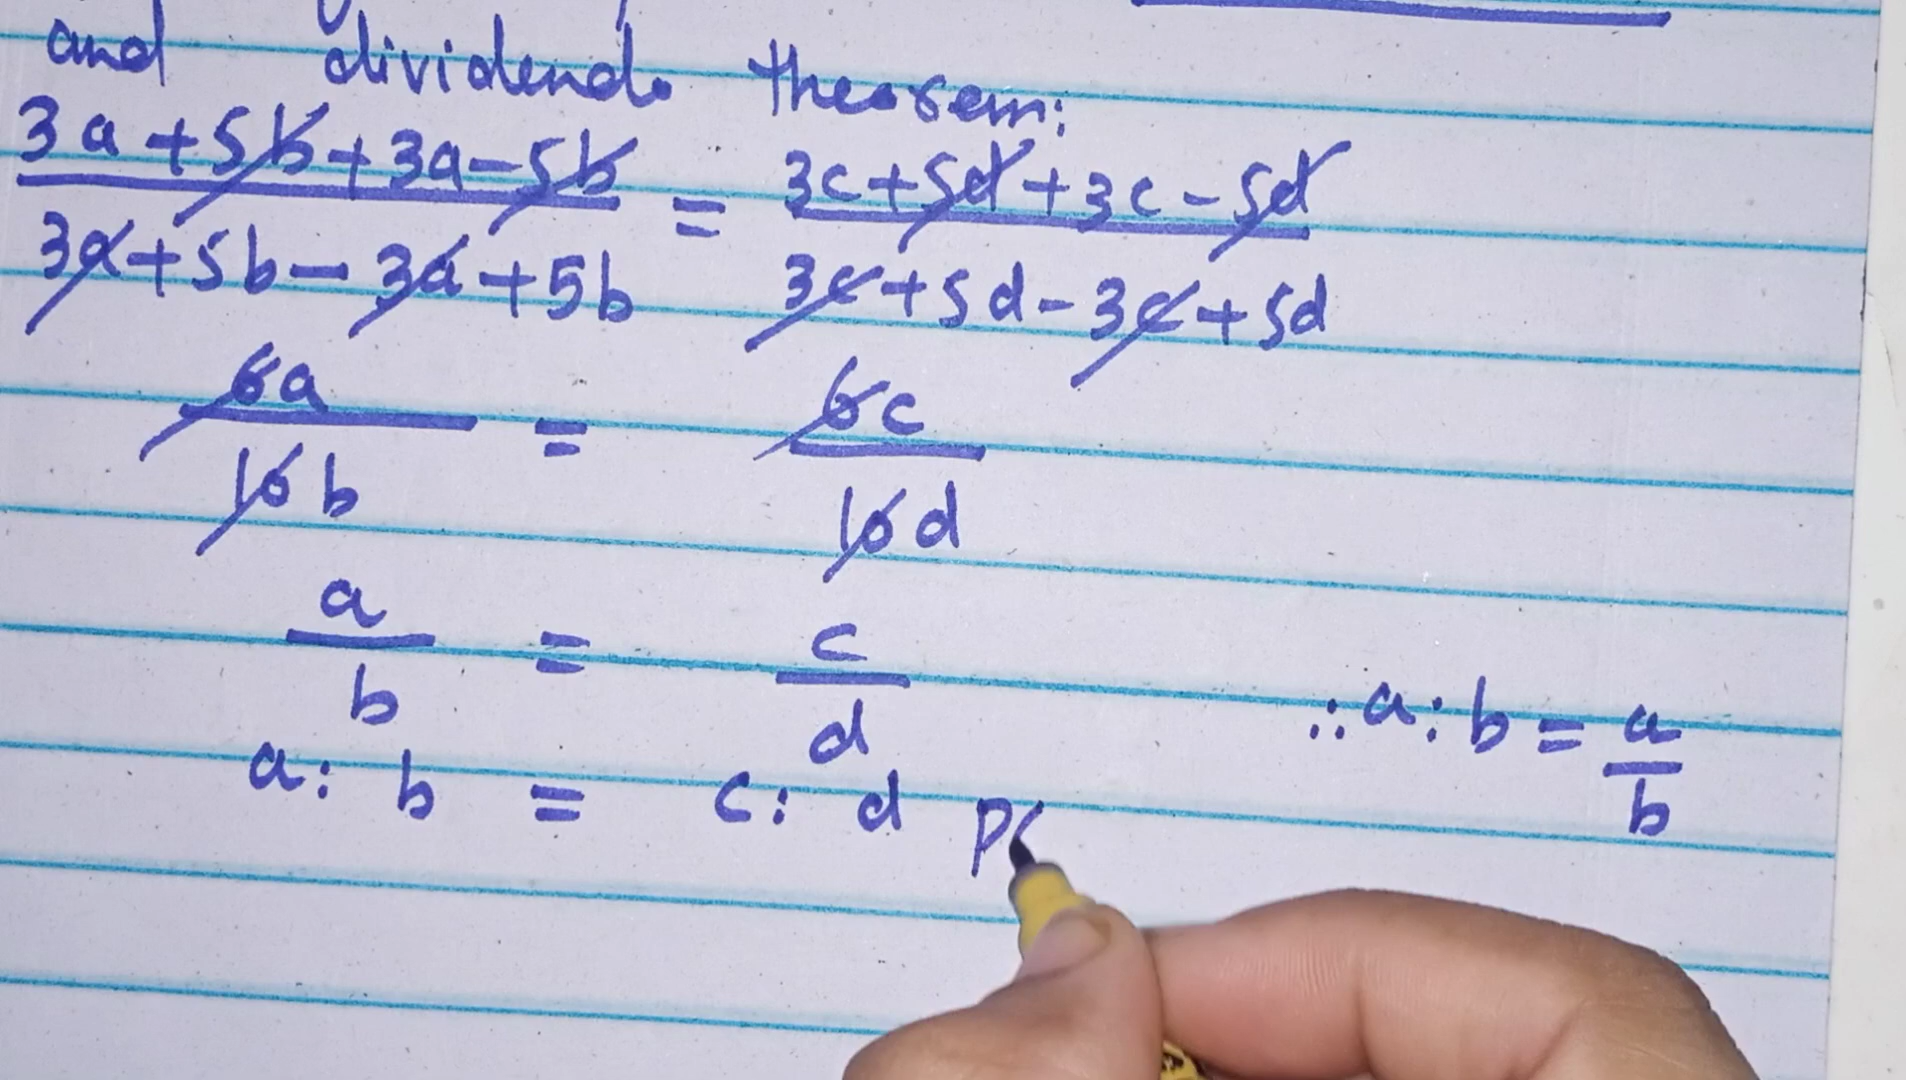 and dividendo theorem:
3a+5b+3a-5b / 3a+5b-3a+5b = 3c+5d+3c-5d / 3c+5d-3c+5d
6a / 10b = 6c / 10d
a / b = c / d
∴ a:b = a / b
a: b = c: d